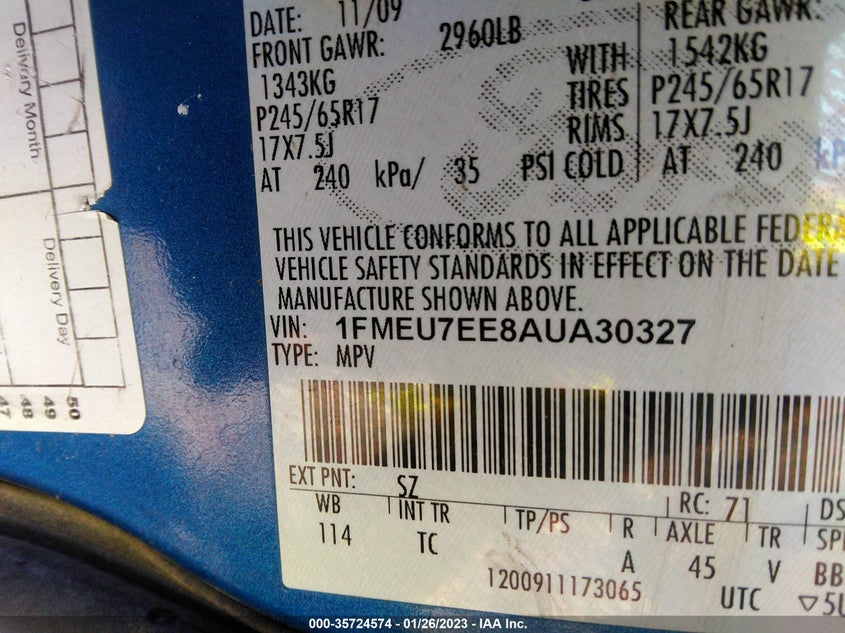 DATE: 11/09
FRONT GAWR: 2960LB
1343KG
P245/65R17
17X7.5J
AT 240 kPa/ 35 PSI COLD
WITH
TIRES
RIMS
REAR GAWR:
1542KG
P245/65R17
17X7.5J
AT 240
THIS VEHICLE CONFORMS TO ALL APPLICABLE
VEHICLE SAFETY STANDARDS IN EFFECT ON THE DATE
MANUFACTURE SHOWN ABOVE.
VIN: 1FMEU7EE8AUA30327
TYPE: MPV
EXT PNT: SZ RC: 71 DS
WB INT TR TP/PS R AXLE TR
114 TC A 45 V BB
1200911173065 UTC
Delivery Month
Delivery Day
47
48
49
50
000-35724574 - 01/26/2023 - IAA Inc.